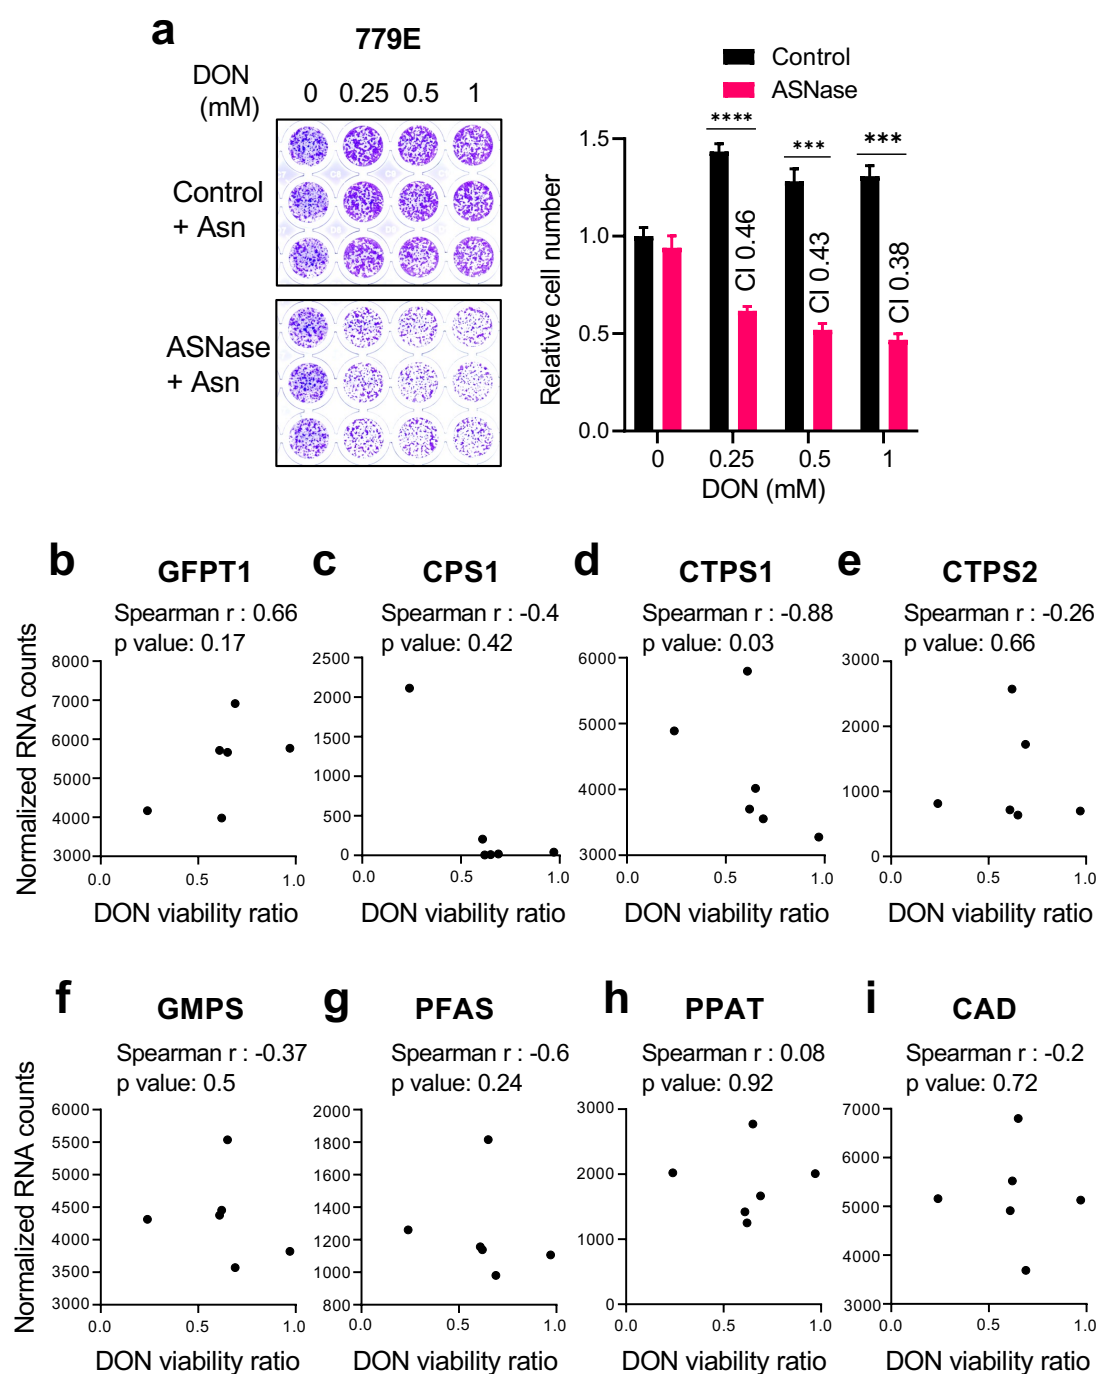 a
779E
DON
(mM)
0 0.25 0.5 1
Control
+ Asn
ASNase
+ Asn
Control
ASNase
Relative cell number
1.5
1.0
0.5
0.0
****
***
***
CI 0.46
CI 0.43
CI 0.38
0 0.25 0.5 1
DON (mM)
b GFPT1
Spearman r : 0.66
p value: 0.17
Normalized RNA counts
8000
7000
6000
5000
4000
3000
0.0 0.5 1.0
DON viability ratio
c CPS1
Spearman r : -0.4
p value: 0.42
2500
2000
1500
1000
500
0
0.0 0.5 1.0
DON viability ratio
d CTPS1
Spearman r : -0.88
p value: 0.03
6000
5000
4000
3000
0.0 0.5 1.0
DON viability ratio
e CTPS2
Spearman r : -0.26
p value: 0.66
3000
2000
1000
0
0.0 0.5 1.0
DON viability ratio
f GMPS
Spearman r : -0.37
p value: 0.5
Normalized RNA counts
6000
5500
5000
4500
4000
3500
3000
0.0 0.5 1.0
DON viability ratio
g PFAS
Spearman r : -0.6
p value: 0.24
2000
1800
1600
1400
1200
1000
800
0.0 0.5 1.0
DON viability ratio
h PPAT
Spearman r : 0.08
p value: 0.92
3000
2000
1000
0
0.0 0.5 1.0
DON viability ratio
i CAD
Spearman r : -0.2
p value: 0.72
7000
6000
5000
4000
3000
0.0 0.5 1.0
DON viability ratio